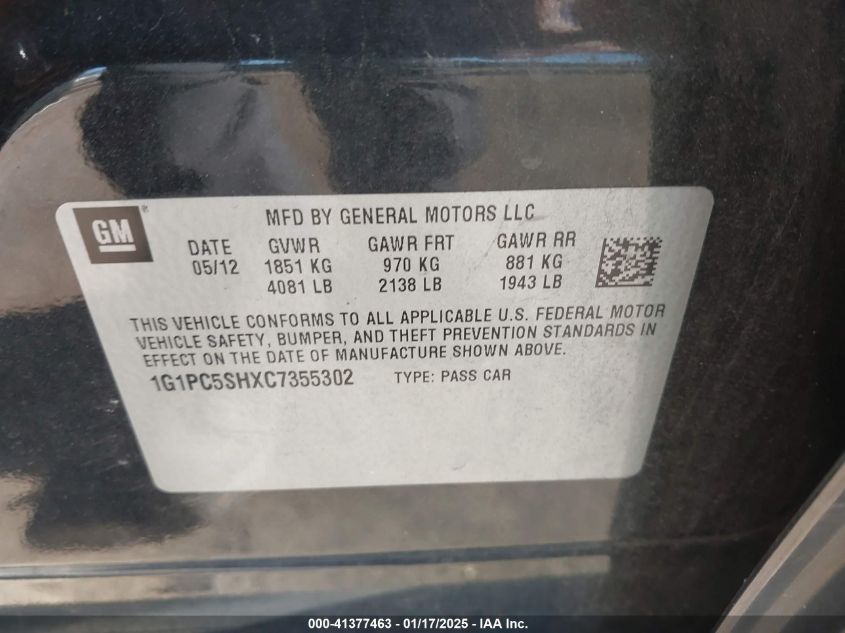 GM ®
MFD BY GENERAL MOTORS LLC
DATE GVWR GAWR FRT GAWR RR
05/12 1851 KG 970 KG 881 KG
4081 LB 2138 LB 1943 LB
THIS VEHICLE CONFORMS TO ALL APPLICABLE U.S. FEDERAL MOTOR
VEHICLE SAFETY, BUMPER, AND THEFT PREVENTION STANDARDS IN
EFFECT ON THE DATE OF MANUFACTURE SHOWN ABOVE.
1G1PC5SHXC7355302 TYPE: PASS CAR
000-41377463 - 01/17/2025 - IAA Inc.